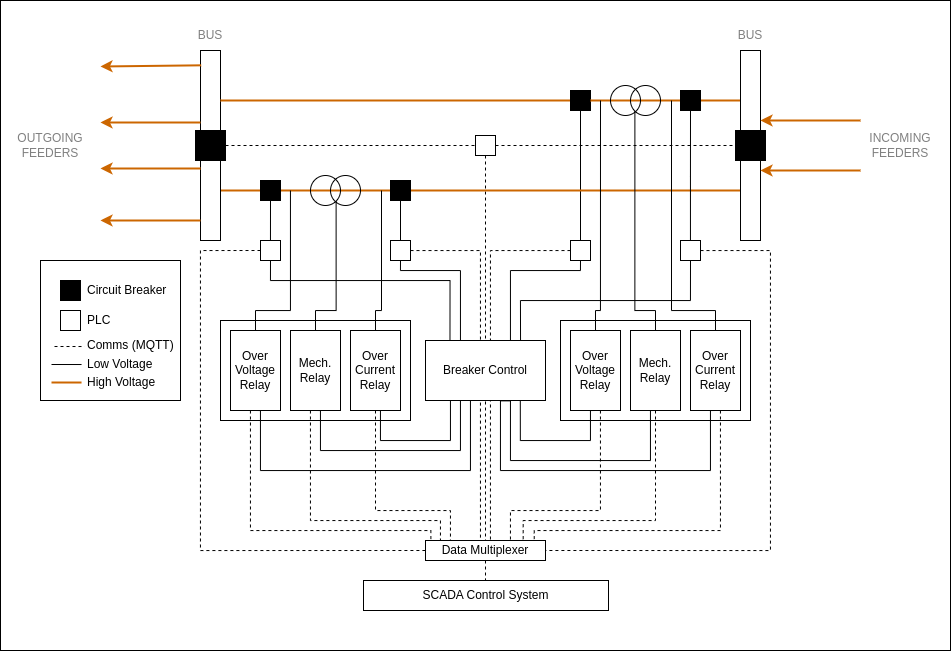 BUS
BUS
OUTGOING
FEEDERS
INCOMING
FEEDERS
Circuit Breaker
PLC
Comms (MQTT)
Low Voltage
High Voltage
Over
Voltage
Relay
Mech.
Relay
Over
Current
Relay
Breaker Control
Over
Voltage
Relay
Mech.
Relay
Over
Current
Relay
Data Multiplexer
SCADA Control System